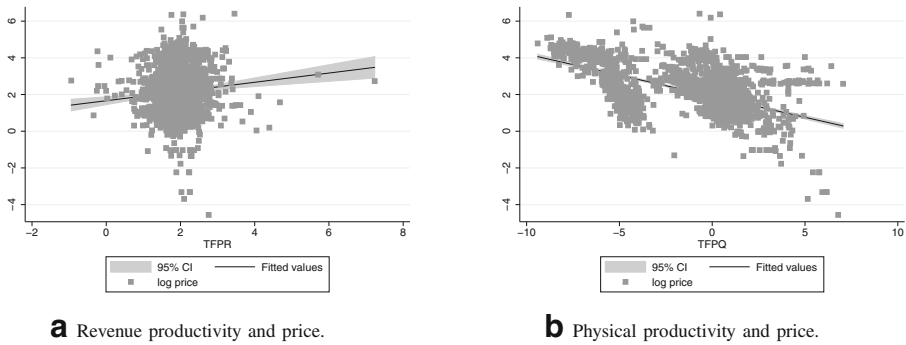 6
4
2
0
−2
−4
−2 0 2 4 6 8
TFPR
95% CI Fitted values
log price
a Revenue productivity and price.
6
4
2
0
−2
−4
−10 −5 0 5 10
TFPQ
95% CI Fitted values
log price
b Physical productivity and price.